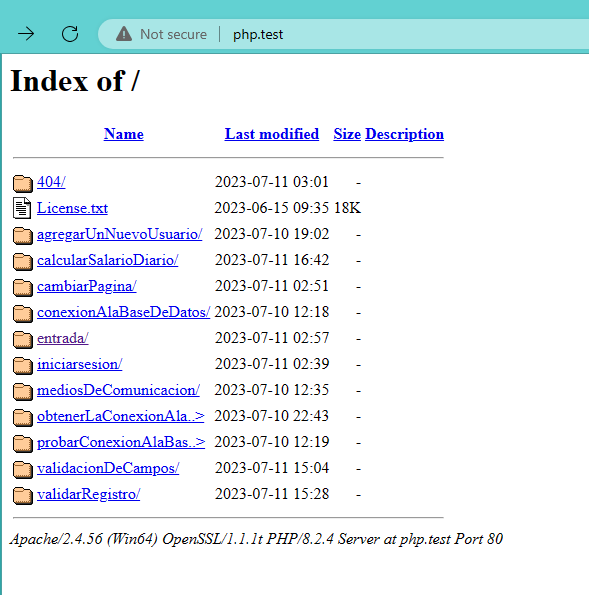 Not secure | php.test
Index of /
Name Last modified Size Description
404/ 2023-07-11 03:01 -
License.txt 2023-06-15 09:35 18K
agregarUnNuevoUsuario/ 2023-07-10 19:02 -
calcularSalarioDiario/ 2023-07-11 16:42 -
cambiarPagina/ 2023-07-11 02:51 -
conexionAlaBaseDeDatos/ 2023-07-10 12:18 -
entrada/ 2023-07-11 02:57 -
iniciarsesion/ 2023-07-11 02:39 -
mediosDeComunicacion/ 2023-07-10 12:35 -
obtenerLaConexionAla..> 2023-07-10 22:43 -
probarConexionAlaBas..> 2023-07-10 12:19 -
validacionDeCampos/ 2023-07-11 15:04 -
validarRegistro/ 2023-07-11 15:28 -
Apache/2.4.56 (Win64) OpenSSL/1.1.1t PHP/8.2.4 Server at php.test Port 80